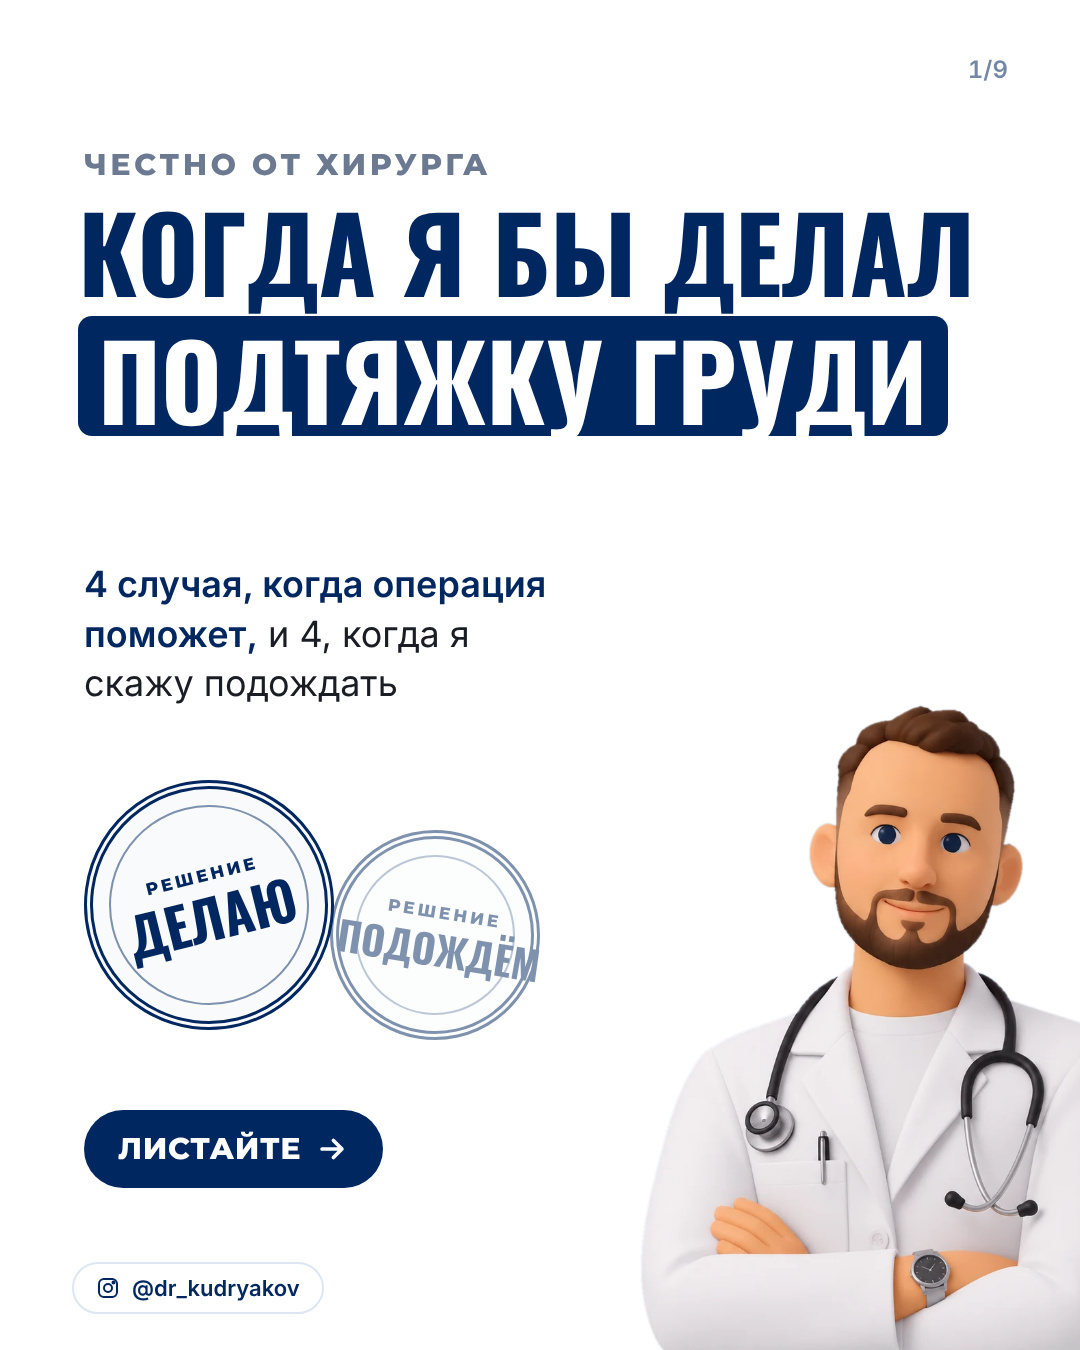 1/9
ЧЕСТНО ОТ ХИРУРГА
КОГДА Я БЫ ДЕЛАЛ
ПОДТЯЖКУ ГРУДИ
4 случая, когда операция
поможет, и 4, когда я
скажу подождать
РЕШЕНИЕ
ДЕЛАЮ
РЕШЕНИЕ
ПОДОЖДЁМ
ЛИСТАЙТЕ →
@dr_kudryakov